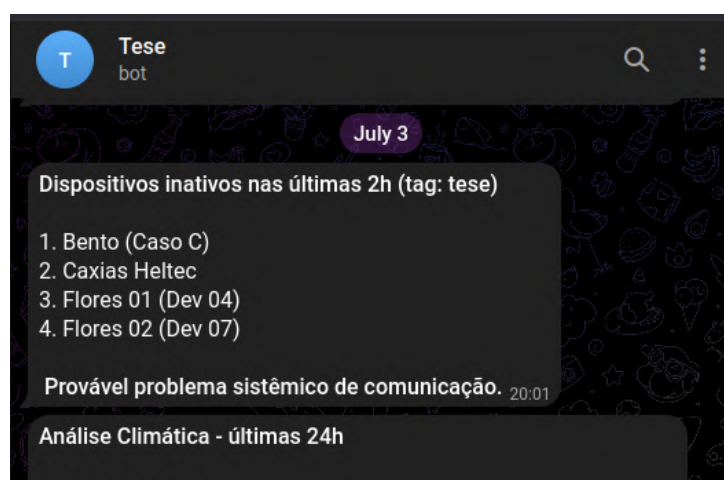 T
Tese
bot
July 3
Dispositivos inativos nas últimas 2h (tag: tese)
1. Bento (Caso C)
2. Caxias Heltec
3. Flores 01 (Dev 04)
4. Flores 02 (Dev 07)
Provável problema sistêmico de comunicação. 20:01
Análise Climática - últimas 24h